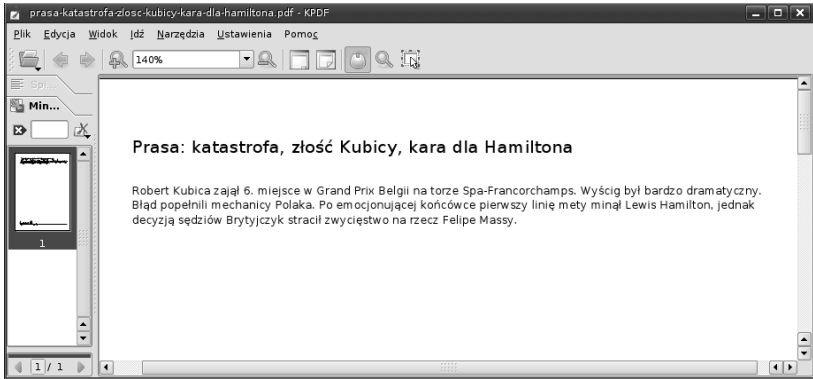 prasa-katastrofa-zlosc-kubicy-kara-dla-hamiltona.pdf - KPDF
Plik Edycja Widok Idź Narzędzia Ustawienia Pomoc
140%
Spi...
Min...
Prasa: katastrofa, złość Kubicy, kara dla Hamiltona
Robert Kubica zajął 6. miejsce w Grand Prix Belgii na torze Spa-Francorchamps. Wyścig był bardzo dramatyczny.
Błąd popełnili mechanicy Polaka. Po emocjonującej końcówce pierwszy linię mety minął Lewis Hamilton, jednak
decyzją sędziów Brytyjczyk stracił zwycięstwo na rzecz Felipe Massy.
1
1 / 1